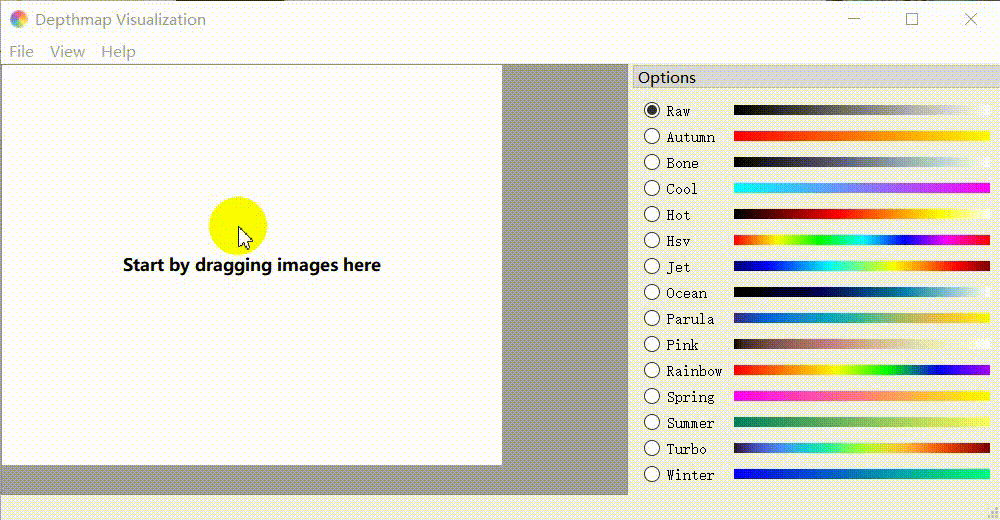 Depthmap Visualization
File View Help
Start by dragging images here
Options
Raw
Autumn
Bone
Cool
Hot
Hsv
Jet
Ocean
Parula
Pink
Rainbow
Spring
Summer
Turbo
Winter